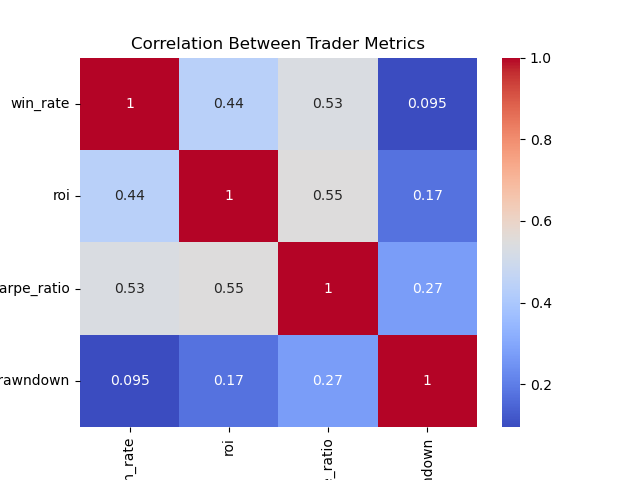 Correlation Between Trader Metrics
win_rate 1 0.44 0.53 0.095
roi 0.44 1 0.55 0.17
arpe_ratio 0.53 0.55 1 0.27
rawndown 0.095 0.17 0.27 1
n_rate roi _ratio ndown
1.0
0.8
0.6
0.4
0.2